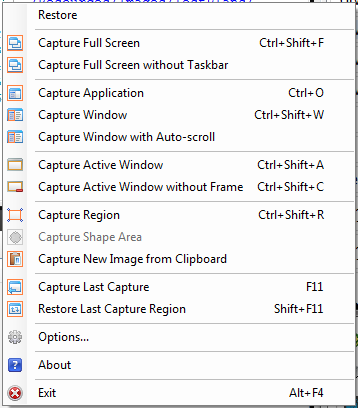 Restore
Capture Full Screen Ctrl+Shift+F
Capture Full Screen without Taskbar
Capture Application Ctrl+O
Capture Window Ctrl+Shift+W
Capture Window with Auto-scroll
Capture Active Window Ctrl+Shift+A
Capture Active Window without Frame Ctrl+Shift+C
Capture Region Ctrl+Shift+R
Capture Shape Area
Capture New Image from Clipboard
Capture Last Capture F11
Restore Last Capture Region Shift+F11
Options...
About
Exit Alt+F4